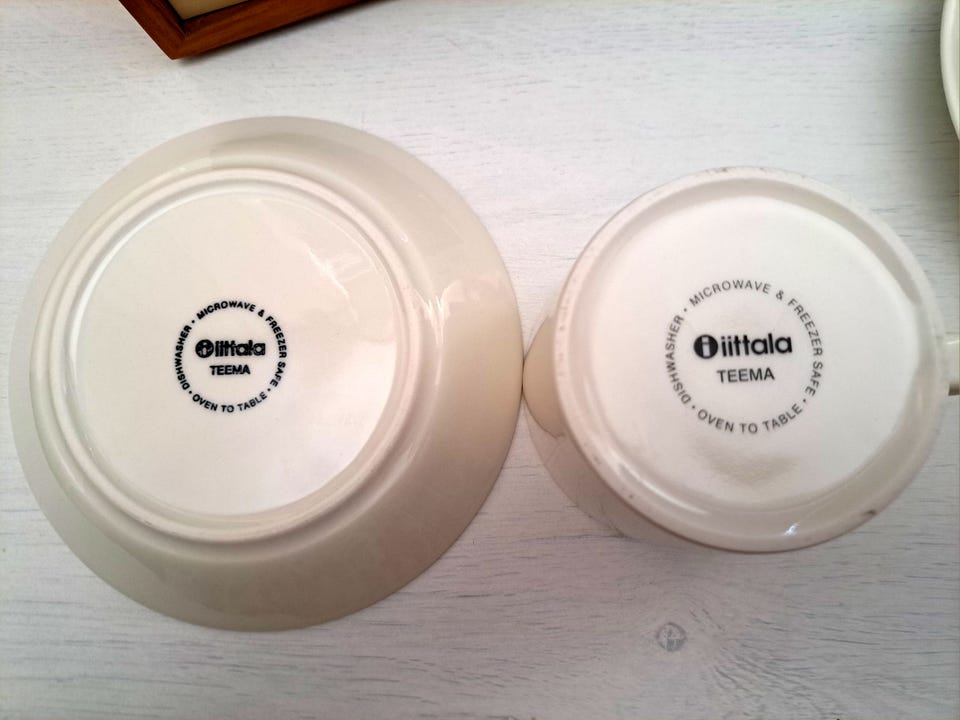 DISHWASHER • MICROWAVE & FREEZER SAFE • OVEN TO TABLE •
iittala
TEEMA
DISHWASHER • MICROWAVE & FREEZER SAFE • OVEN TO TABLE •
iittala
TEEMA